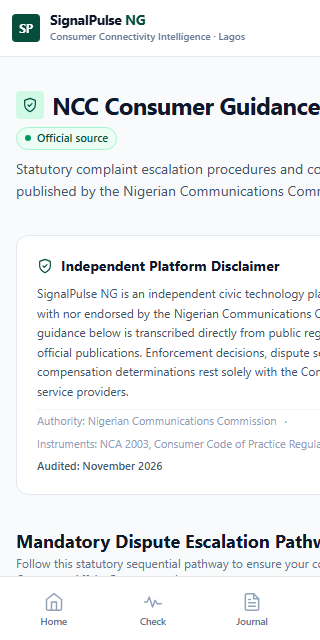 SP
SignalPulse NG
Consumer Connectivity Intelligence · Lagos
NCC Consumer Guidance
Official source
Statutory complaint escalation procedures and co
published by the Nigerian Communications Comm
Independent Platform Disclaimer
SignalPulse NG is an independent civic technology pla
with nor endorsed by the Nigerian Communications C
guidance below is transcribed directly from public reg
official publications. Enforcement decisions, dispute se
compensation determinations rest solely with the Com
service providers.
Authority: Nigerian Communications Commission ·
Instruments: NCA 2003, Consumer Code of Practice Regula
Audited: November 2026
Mandatory Dispute Escalation Pathw
Follow this statutory sequential pathway to ensure your co
Home
Check
Journal